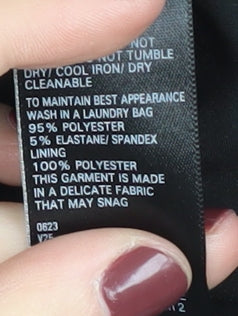 NOT
NOT TUMBLE
DRY/ COOL IRON/ DRY
CLEANABLE
TO MAINTAIN BEST APPEARANCE
WASH IN A LAUNDRY BAG
95% POLYESTER
5% ELASTANE/ SPANDEX
LINING
100% POLYESTER
THIS GARMENT IS MADE
IN A DELICATE FABRIC
THAT MAY SNAG
0823